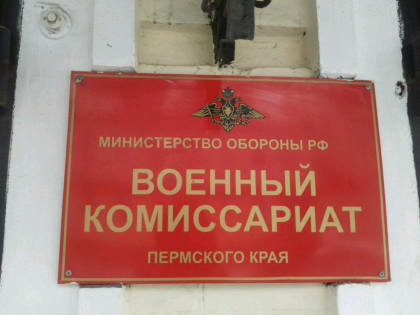 МИНИСТЕРСТВО ОБОРОНЫ РФ
ВОЕННЫЙ
КОМИССАРИАТ
ПЕРМСКОГО КРАЯ